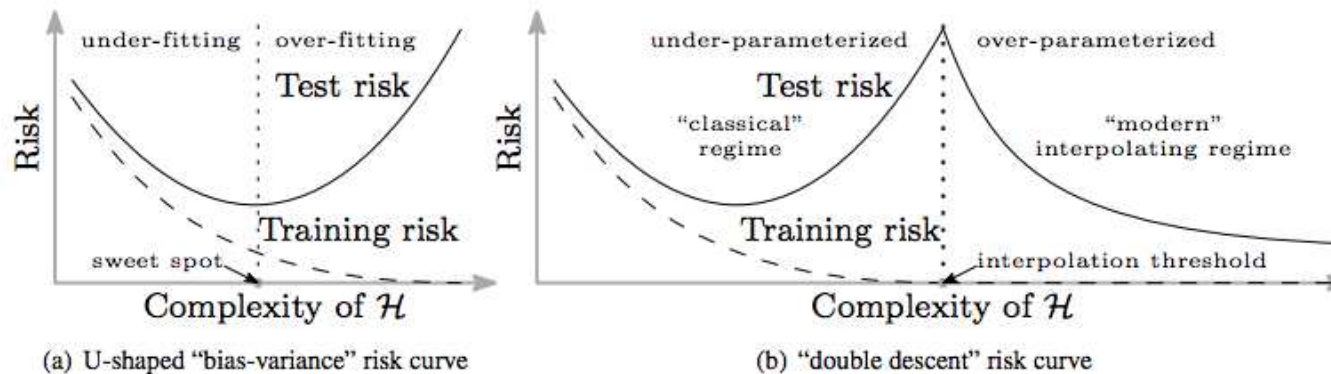 under-fitting
over-fitting
Test risk
Risk
Training risk
sweet spot
Complexity of ℋ
(a) U-shaped “bias-variance” risk curve
under-parameterized
over-parameterized
Test risk
“classical”
regime
“modern”
interpolating regime
Risk
Training risk
interpolation threshold
Complexity of ℋ
(b) “double descent” risk curve